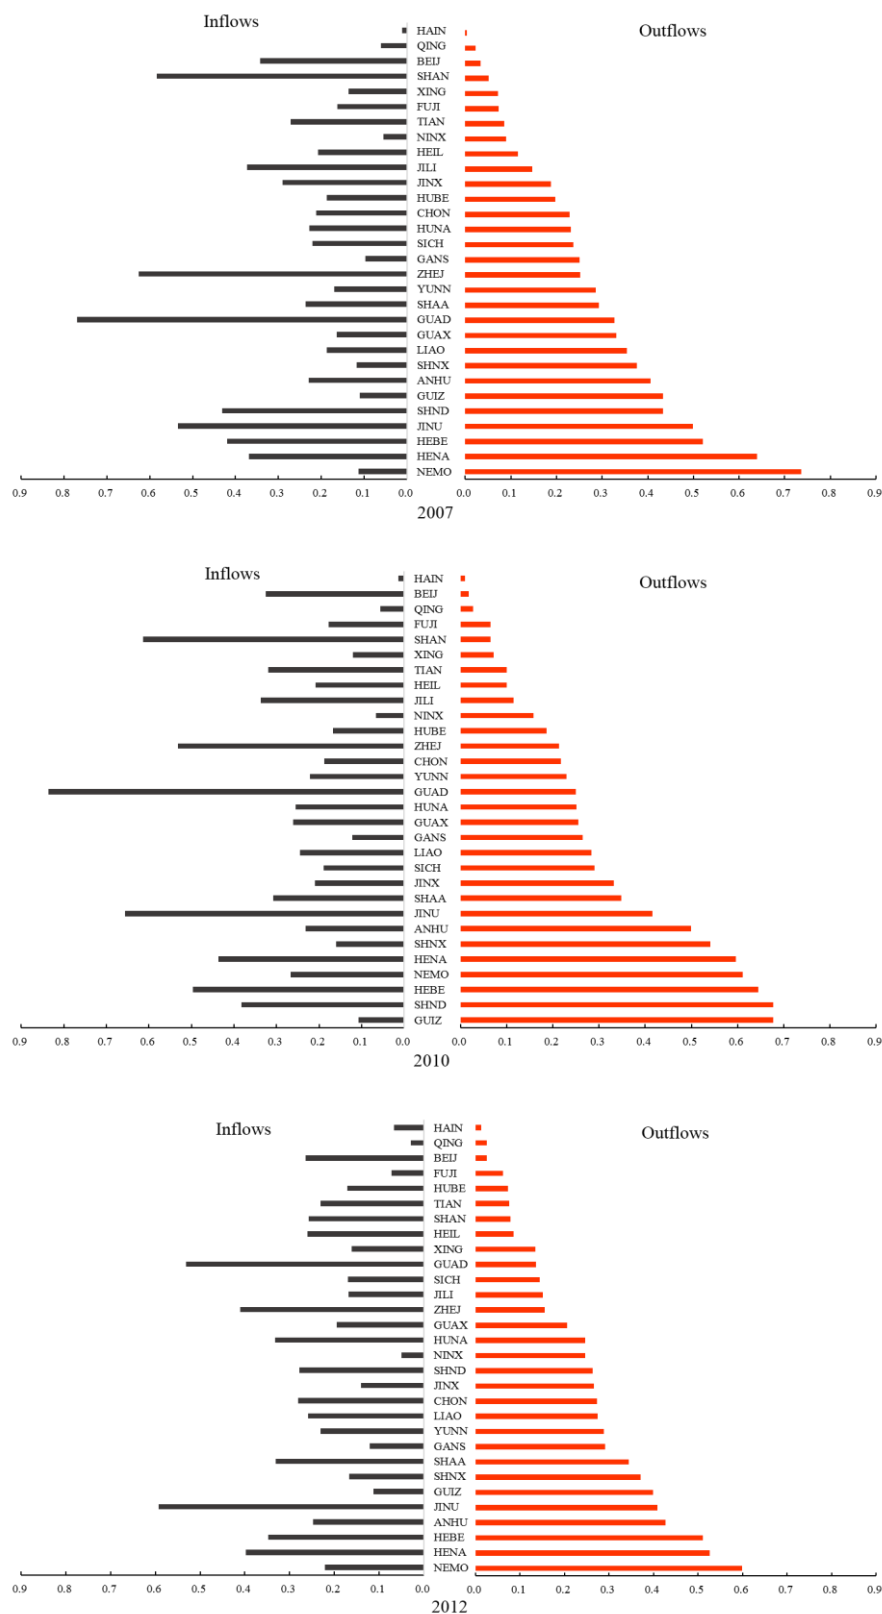 Inflows Outflows
HAIN
QING
BEIJ
SHAN
XING
FUJI
TIAN
NINX
HEIL
JILI
JINX
HUBE
CHON
HUNA
SICH
GANS
ZHEJ
YUNN
SHAA
GUAD
GUAX
LIAO
SHNX
ANHU
GUIZ
SHND
JINU
HEBE
HENA
NEMO
0.9 0.8 0.7 0.6 0.5 0.4 0.3 0.2 0.1 0.0 0.0 0.1 0.2 0.3 0.4 0.5 0.6 0.7 0.8 0.9
2007
Inflows Outflows
HAIN
BEIJ
QING
FUJI
SHAN
XING
TIAN
HEIL
JILI
NINX
HUBE
ZHEJ
CHON
YUNN
GUAD
HUNA
GUAX
GANS
LIAO
SICH
JINX
SHAA
JINU
ANHU
SHNX
HENA
NEMO
HEBE
SHND
GUIZ
0.9 0.8 0.7 0.6 0.5 0.4 0.3 0.2 0.1 0.0 0.0 0.1 0.2 0.3 0.4 0.5 0.6 0.7 0.8 0.9
2010
Inflows Outflows
HAIN
QING
BEIJ
FUJI
HUBE
TIAN
SHAN
HEIL
XING
GUAD
SICH
JILI
ZHEJ
GUAX
HUNA
NINX
SHND
JINX
CHON
LIAO
YUNN
GANS
SHAA
SHNX
GUIZ
JINU
ANHU
HEBE
HENA
NEMO
0.9 0.8 0.7 0.6 0.5 0.4 0.3 0.2 0.1 0.0 0.0 0.1 0.2 0.3 0.4 0.5 0.6 0.7 0.8 0.9
2012